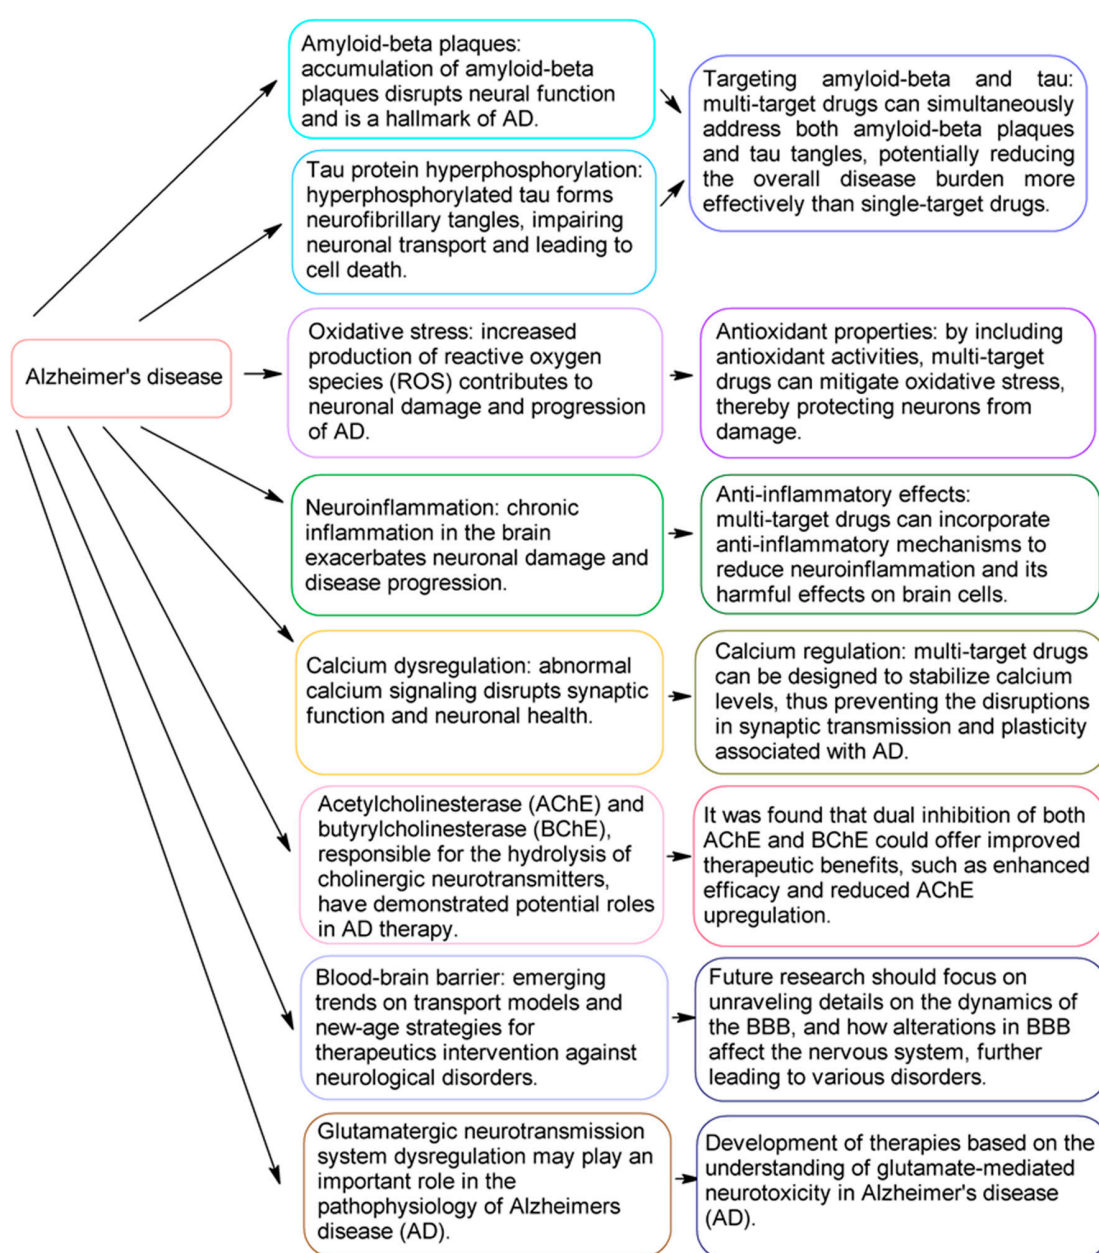 Amyloid-beta plaques:
accumulation of amyloid-beta
plaques disrupts neural function
and is a hallmark of AD.
Targeting amyloid-beta and tau:
multi-target drugs can simultaneously
address both amyloid-beta plaques
and tau tangles, potentially reducing
the overall disease burden more
effectively than single-target drugs.
Tau protein hyperphosphorylation:
hyperphosphorylated tau forms
neurofibrillary tangles, impairing
neuronal transport and leading to
cell death.
Alzheimer's disease
Oxidative stress: increased
production of reactive oxygen
species (ROS) contributes to
neuronal damage and progression
of AD.
Antioxidant properties: by including
antioxidant activities, multi-target
drugs can mitigate oxidative stress,
thereby protecting neurons from
damage.
Neuroinflammation: chronic
inflammation in the brain
exacerbates neuronal damage and
disease progression.
Anti-inflammatory effects:
multi-target drugs can incorporate
anti-inflammatory mechanisms to
reduce neuroinflammation and its
harmful effects on brain cells.
Calcium dysregulation: abnormal
calcium signaling disrupts synaptic
function and neuronal health.
Calcium regulation: multi-target drugs
can be designed to stabilize calcium
levels, thus preventing the disruptions
in synaptic transmission and plasticity
associated with AD.
Acetylcholinesterase (AChE) and
butyrylcholinesterase (BChE),
responsible for the hydrolysis of
cholinergic neurotransmitters,
have demonstrated potential roles
in AD therapy.
It was found that dual inhibition of both
AChE and BChE could offer improved
therapeutic benefits, such as enhanced
efficacy and reduced AChE
upregulation.
Blood-brain barrier: emerging
trends on transport models and
new-age strategies for
therapeutics intervention against
neurological disorders.
Future research should focus on
unraveling details on the dynamics of
the BBB, and how alterations in BBB
affect the nervous system, further
leading to various disorders.
Glutamatergic neurotransmission
system dysregulation may play an
important role in the
pathophysiology of Alzheimers
disease (AD).
Development of therapies based on the
understanding of glutamate-mediated
neurotoxicity in Alzheimer's disease
(AD).